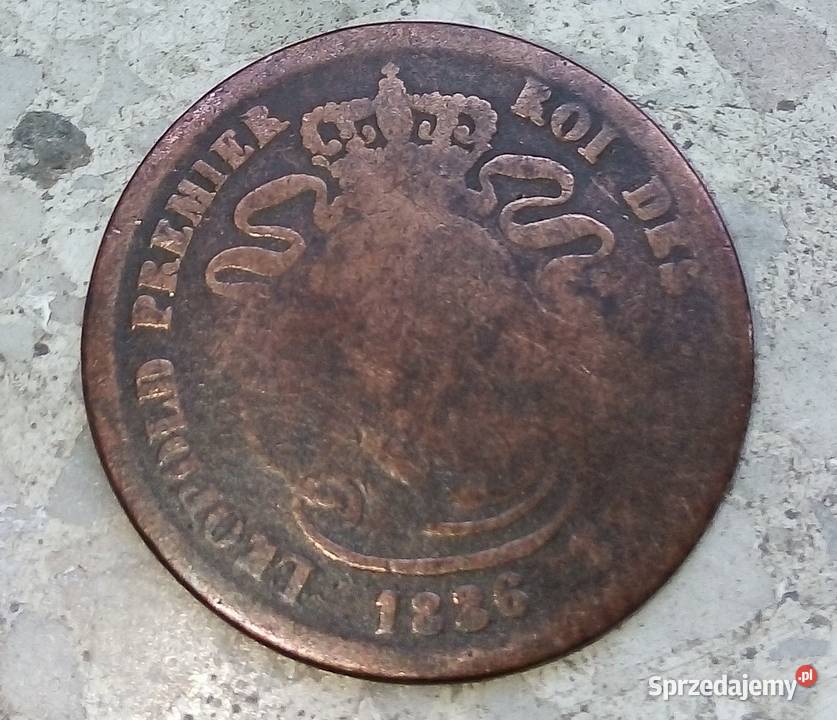 LEOPOLD PREMIER ROI DES
1836
Sprzedajemy.pl